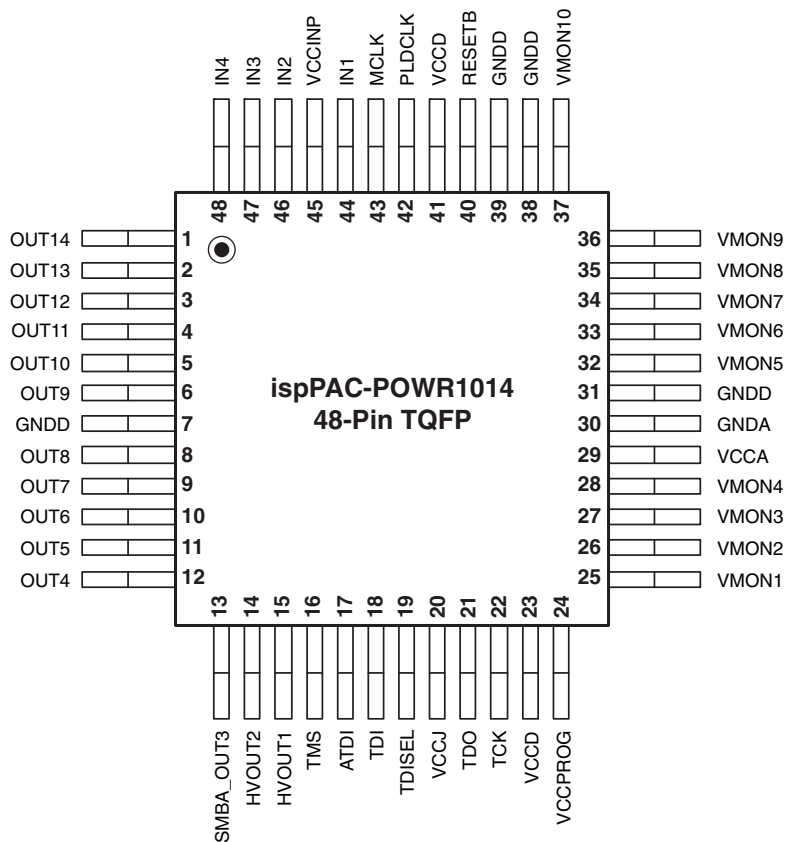 IN4
IN3
IN2
VCCINP
IN1
MCLK
PLDCLK
VCCD
RESETB
GNDD
GNDD
VMON10
48
47
46
45
44
43
42
41
40
39
38
37
OUT14 1
OUT13 2
OUT12 3
OUT11 4
OUT10 5
OUT9 6
GNDD 7
OUT8 8
OUT7 9
OUT6 10
OUT5 11
OUT4 12
ispPAC-POWR1014
48-Pin TQFP
36 VMON9
35 VMON8
34 VMON7
33 VMON6
32 VMON5
31 GNDD
30 GNDA
29 VCCA
28 VMON4
27 VMON3
26 VMON2
25 VMON1
13
14
15
16
17
18
19
20
21
22
23
24
SMBA_OUT3
HVOUT2
HVOUT1
TMS
ATDI
TDI
TDISEL
VCCJ
TDO
TCK
VCCD
VCCPROG